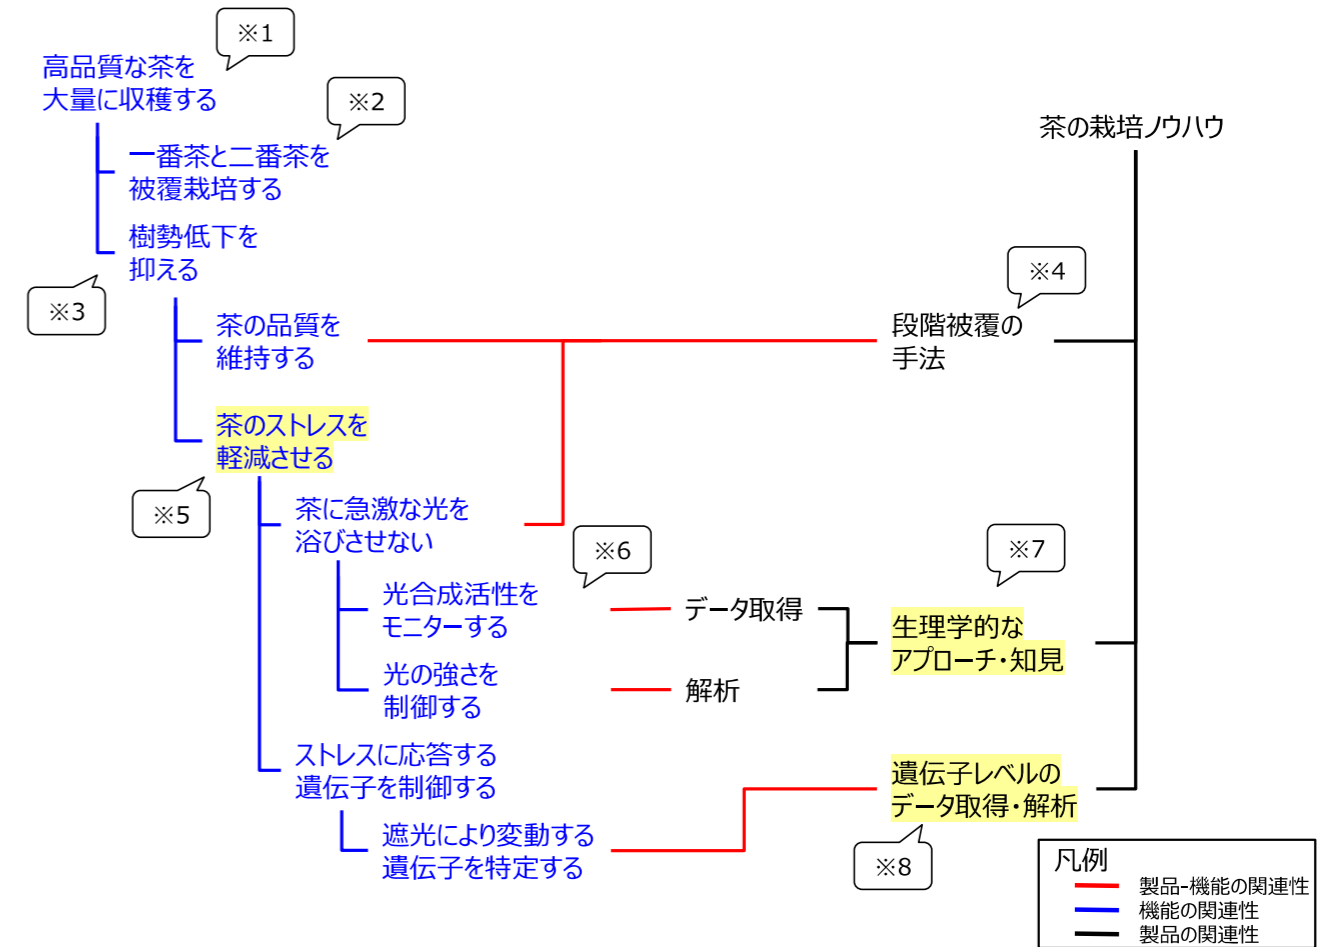 ※1
高品質な茶を
大量に収穫する
※2
一番茶と二番茶を
被覆栽培する
樹勢低下を
抑える
※3
茶の品質を
維持する
茶のストレスを
軽減させる
※5
茶に急激な光を
浴びさせない
※6
光合成活性を
モニターする
光の強さを
制御する
ストレスに応答する
遺伝子を制御する
遮光により変動する
遺伝子を特定する
データ取得
解析
茶の栽培ノウハウ
※4
段階被覆の
手法
※7
生理学的な
アプローチ・知見
遺伝子レベルの
データ取得・解析
※8
凡例
製品-機能の関連性
機能の関連性
製品の関連性